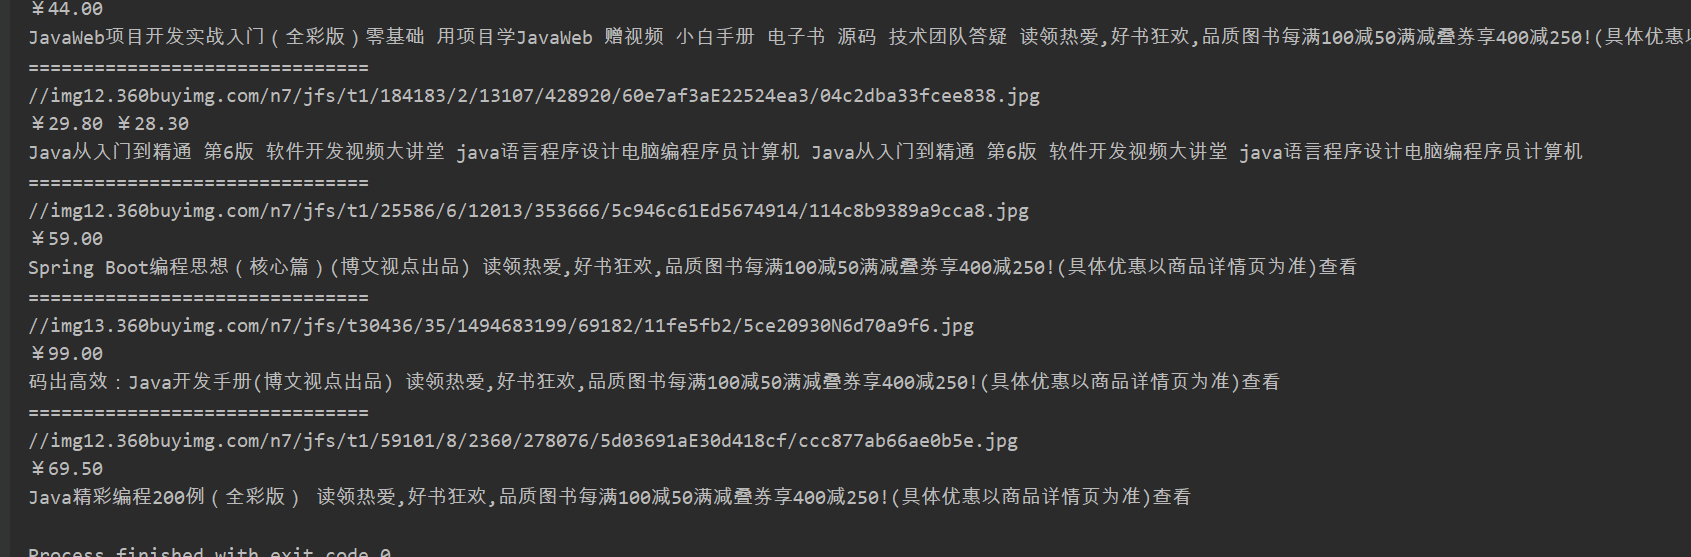 ￥44.00
JavaWeb项目开发实战入门（全彩版）零基础 用项目学JavaWeb 赠视频 小白手册 电子书 源码 技术团队答疑 读领热爱,好书狂欢,品质图书每满100减50满减叠券享400减250!(具体优惠以
===============================
//img12.360buyimg.com/n7/jfs/t1/184183/2/13107/428920/60e7af3aE22524ea3/04c2dba33fcee838.jpg
￥29.80 ￥28.30
Java从入门到精通 第6版 软件开发视频大讲堂 java语言程序设计电脑编程序员计算机 Java从入门到精通 第6版 软件开发视频大讲堂 java语言程序设计电脑编程序员计算机
===============================
//img12.360buyimg.com/n7/jfs/t1/25586/6/12013/353666/5c946c61Ed5674914/114c8b9389a9cca8.jpg
￥59.00
Spring Boot编程思想（核心篇）(博文视点出品) 读领热爱,好书狂欢,品质图书每满100减50满减叠券享400减250!(具体优惠以商品详情页为准)查看
===============================
//img13.360buyimg.com/n7/jfs/t30436/35/1494683199/69182/11fe5fb2/5ce20930N6d70a9f6.jpg
￥99.00
码出高效：Java开发手册(博文视点出品) 读领热爱,好书狂欢,品质图书每满100减50满减叠券享400减250!(具体优惠以商品详情页为准)查看
===============================
//img12.360buyimg.com/n7/jfs/t1/59101/8/2360/278076/5d03691aE30d418cf/ccc877ab66ae0b5e.jpg
￥69.50
Java精彩编程200例（全彩版） 读领热爱,好书狂欢,品质图书每满100减50满减叠券享400减250!(具体优惠以商品详情页为准)查看
Process finished with exit code 0